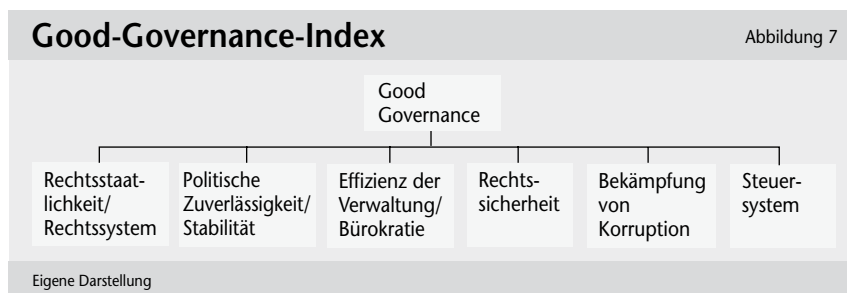 Good-Governance-Index
Abbildung 7
Good
Governance
Rechtsstaat-
lichkeit/
Rechtssystem
Politische
Zuverlässigkeit/
Stabilität
Effizienz der
Verwaltung/
Bürokratie
Rechts-
sicherheit
Bekämpfung
von
Korruption
Steuer-
system
Eigene Darstellung